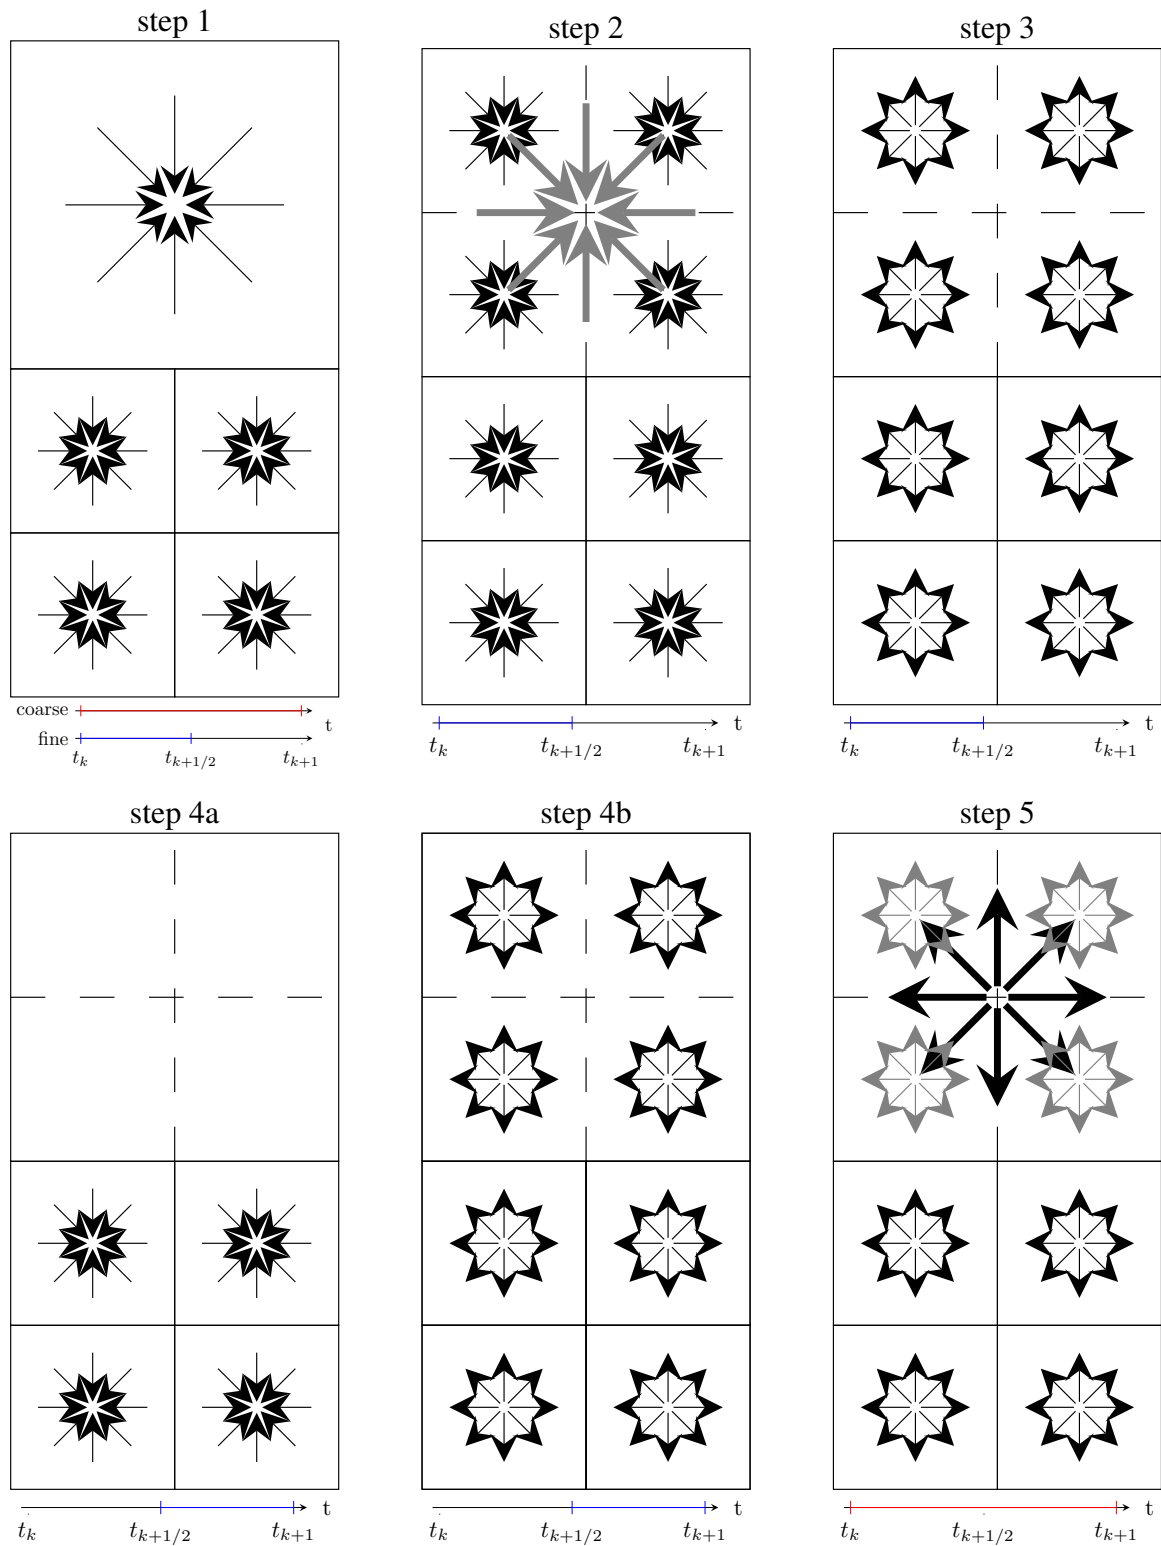 step 1
step 2
step 3
coarse
t
fine
t_k t_{k+1/2} t_{k+1}
t
t_k t_{k+1/2} t_{k+1}
t
t_k t_{k+1/2} t_{k+1}
step 4a
step 4b
step 5
t
t_k t_{k+1/2} t_{k+1}
t
t_k t_{k+1/2} t_{k+1}
t
t_k t_{k+1/2} t_{k+1}